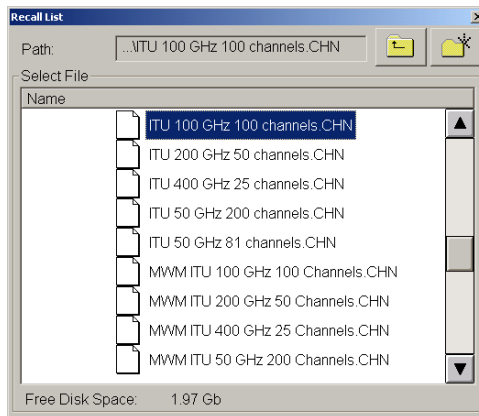 Recall List
Path: ...\ITU 100 GHz 100 channels.CHN
Select File
Name
ITU 100 GHz 100 channels.CHN
ITU 200 GHz 50 channels.CHN
ITU 400 GHz 25 channels.CHN
ITU 50 GHz 200 channels.CHN
ITU 50 GHz 81 channels.CHN
MWM ITU 100 GHz 100 Channels.CHN
MWM ITU 200 GHz 50 Channels.CHN
MWM ITU 400 GHz 25 Channels.CHN
MWM ITU 50 GHz 200 Channels.CHN
Free Disk Space: 1.97 Gb